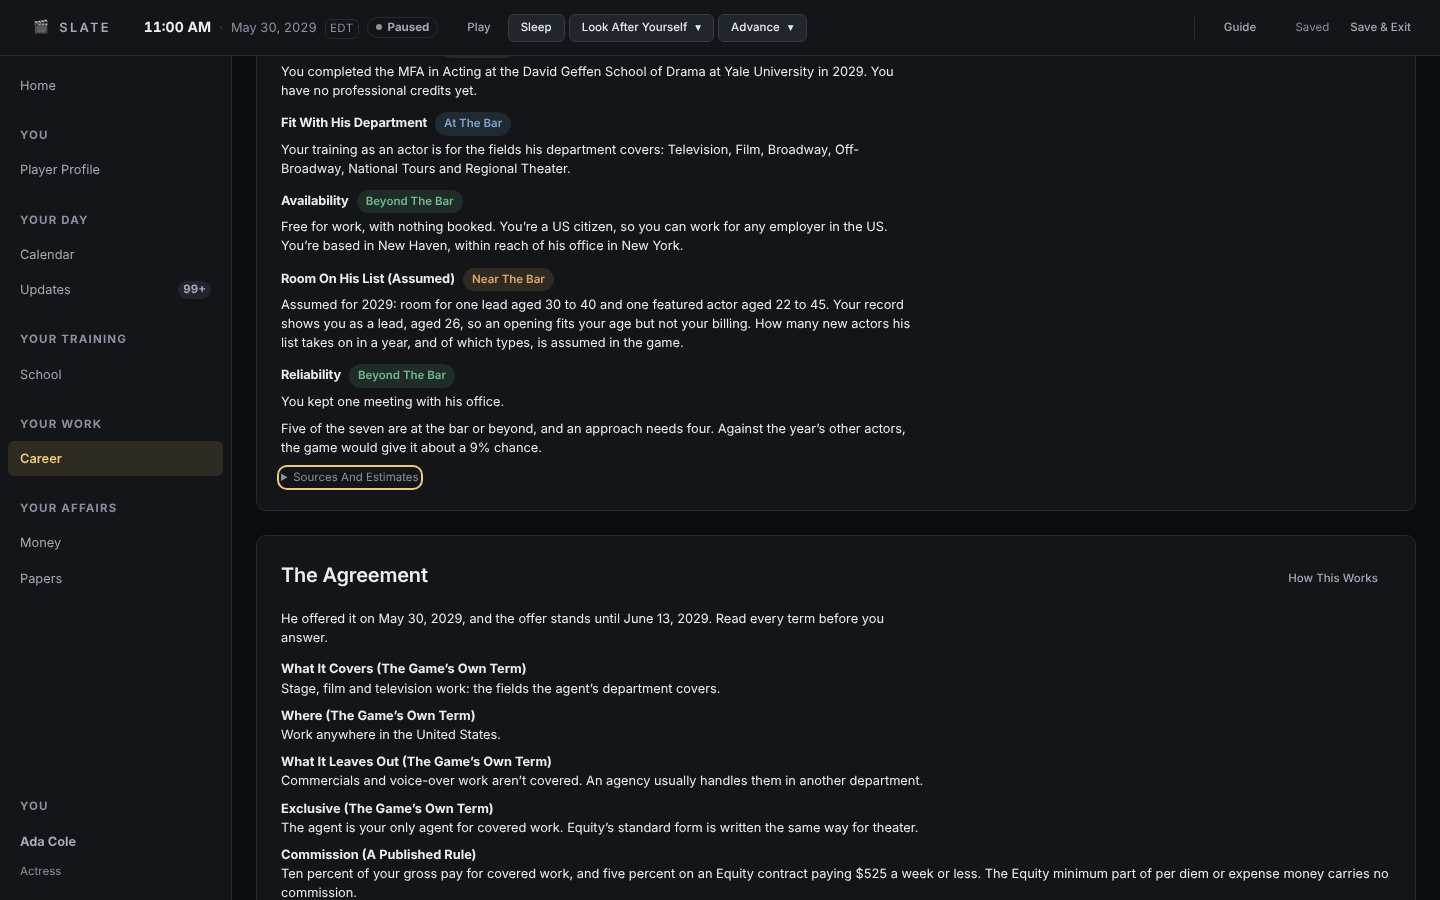 SLATE
11:00 AM · May 30, 2029 EDT Paused
Play
Sleep
Look After Yourself ▼
Advance ▼
Guide
Saved
Save & Exit
Home
YOU
Player Profile
YOUR DAY
Calendar
Updates 99+
YOUR TRAINING
School
YOUR WORK
Career
YOUR AFFAIRS
Money
Papers
YOU
Ada Cole
Actress
You completed the MFA in Acting at the David Geffen School of Drama at Yale University in 2029. You
have no professional credits yet.
Fit With His Department At The Bar
Your training as an actor is for the fields his department covers: Television, Film, Broadway, Off-
Broadway, National Tours and Regional Theater.
Availability Beyond The Bar
Free for work, with nothing booked. You’re a US citizen, so you can work for any employer in the US.
You’re based in New Haven, within reach of his office in New York.
Room On His List (Assumed) Near The Bar
Assumed for 2029: room for one lead aged 30 to 40 and one featured actor aged 22 to 45. Your record
shows you as a lead, aged 26, so an opening fits your age but not your billing. How many new actors his
list takes on in a year, and of which types, is assumed in the game.
Reliability Beyond The Bar
You kept one meeting with his office.
Five of the seven are at the bar or beyond, and an approach needs four. Against the year’s other actors,
the game would give it about a 9% chance.
▶ Sources And Estimates
The Agreement
How This Works
He offered it on May 30, 2029, and the offer stands until June 13, 2029. Read every term before you
answer.
What It Covers (The Game’s Own Term)
Stage, film and television work: the fields the agent’s department covers.
Where (The Game’s Own Term)
Work anywhere in the United States.
What It Leaves Out (The Game’s Own Term)
Commercials and voice-over work aren’t covered. An agency usually handles them in another department.
Exclusive (The Game’s Own Term)
The agent is your only agent for covered work. Equity’s standard form is written the same way for theater.
Commission (A Published Rule)
Ten percent of your gross pay for covered work, and five percent on an Equity contract paying $525 a week or less. The Equity minimum part of per diem or expense money carries no
commission.